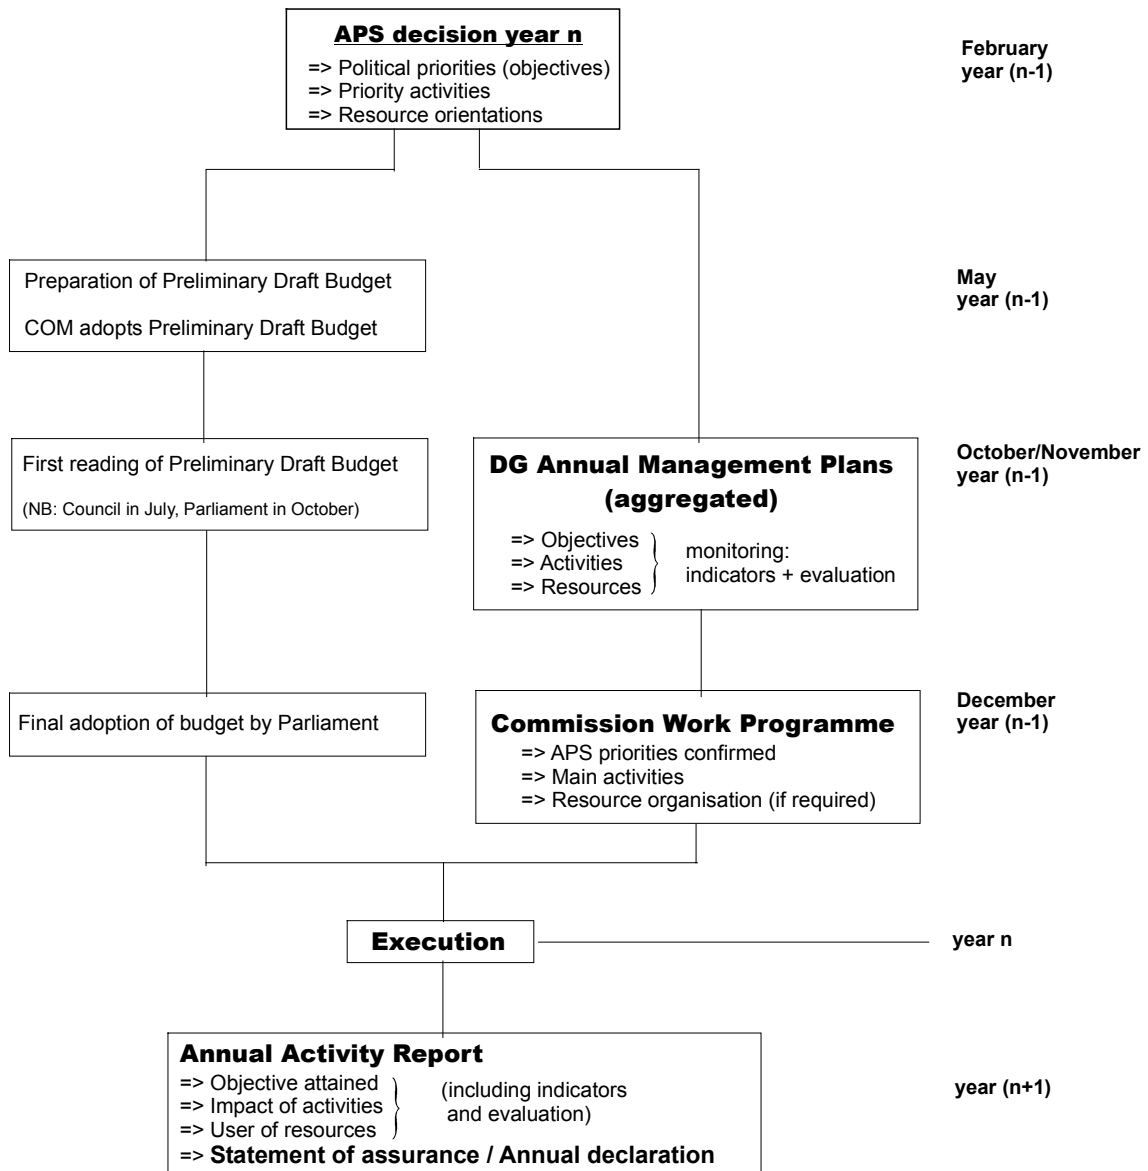 APS decision year n
=> Political priorities (objectives)
=> Priority activities
=> Resource orientations
February
year (n-1)
Preparation of Preliminary Draft Budget
COM adopts Preliminary Draft Budget
May
year (n-1)
First reading of Preliminary Draft Budget
(NB: Council in July, Parliament in October)
DG Annual Management Plans
(aggregated)
=> Objectives
=> Activities
=> Resources
monitoring:
indicators + evaluation
October/November
year (n-1)
Final adoption of budget by Parliament
Commission Work Programme
=> APS priorities confirmed
=> Main activities
=> Resource organisation (if required)
December
year (n-1)
Execution
year n
Annual Activity Report
=> Objective attained
=> Impact of activities
=> User of resources
(including indicators
and evaluation)
=> Statement of assurance / Annual declaration
year (n+1)